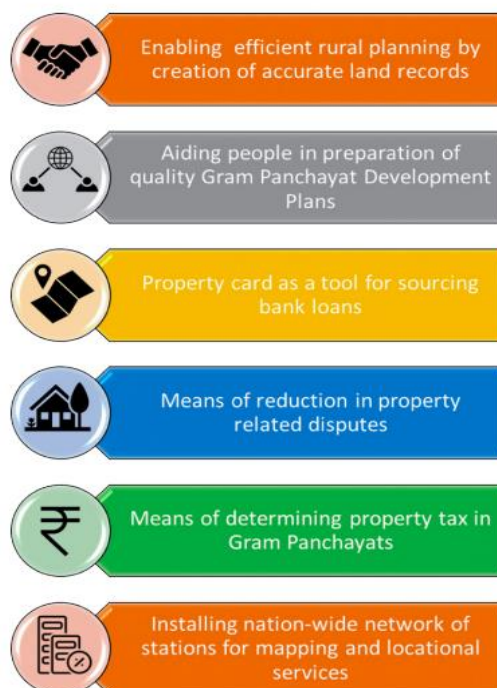 Enabling efficient rural planning by
creation of accurate land records
Aiding people in preparation of
quality Gram Panchayat Development
Plans
Property card as a tool for sourcing
bank loans
Means of reduction in property
related disputes
₹
Means of determining property tax in
Gram Panchayats
Installing nation-wide network of
stations for mapping and locational
services